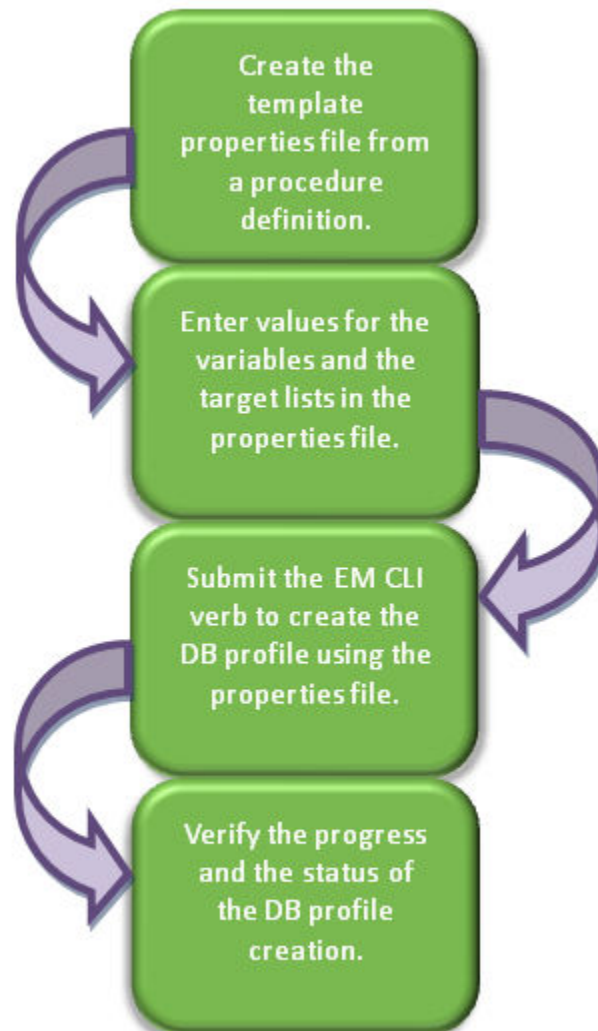 Create the
template
properties file from
a procedure
definition.
Enter values for the
variables and the
target lists in the
properties file.
Submit the EM CLI
verb to create the
DB profile using the
properties file.
Verify the progress
and the status of
the DB profile
creation.